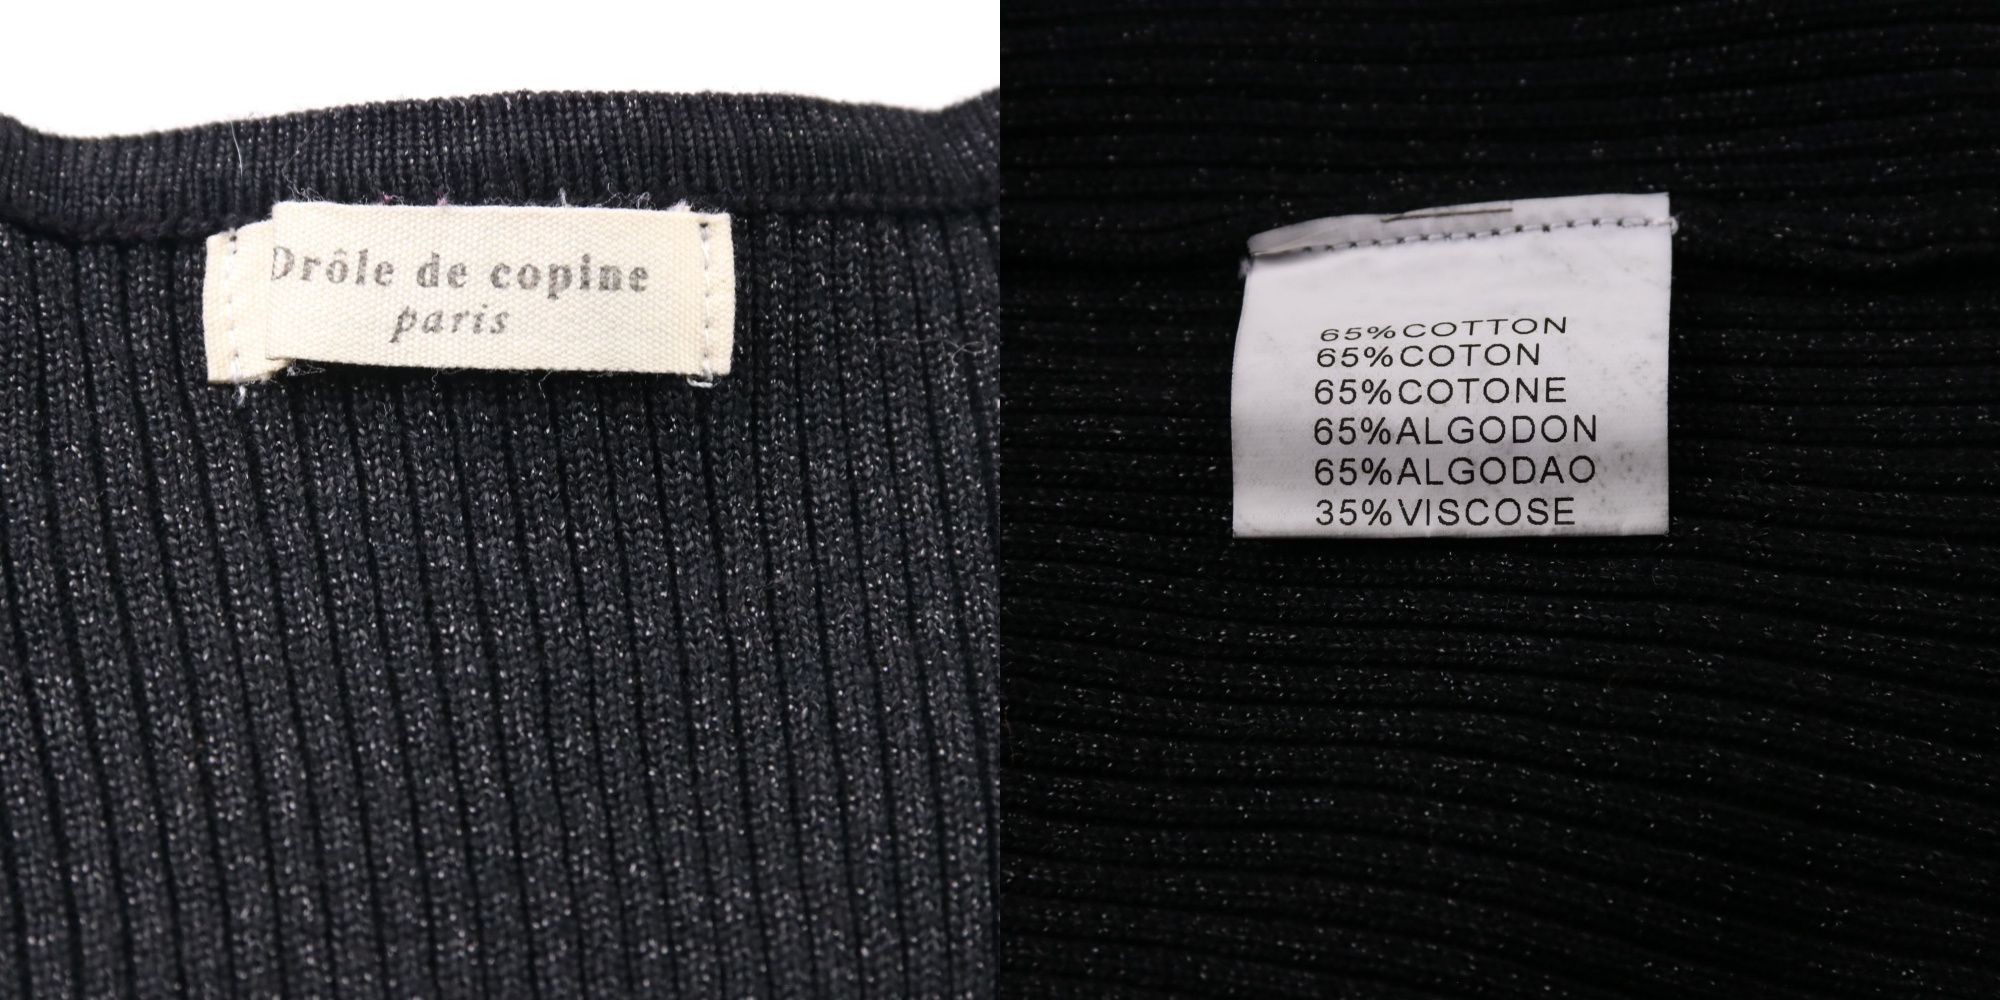 Drôle de copine
paris
65%COTTON
65%COTON
65%COTONE
65%ALGODON
65%ALGODAO
35%VISCOSE